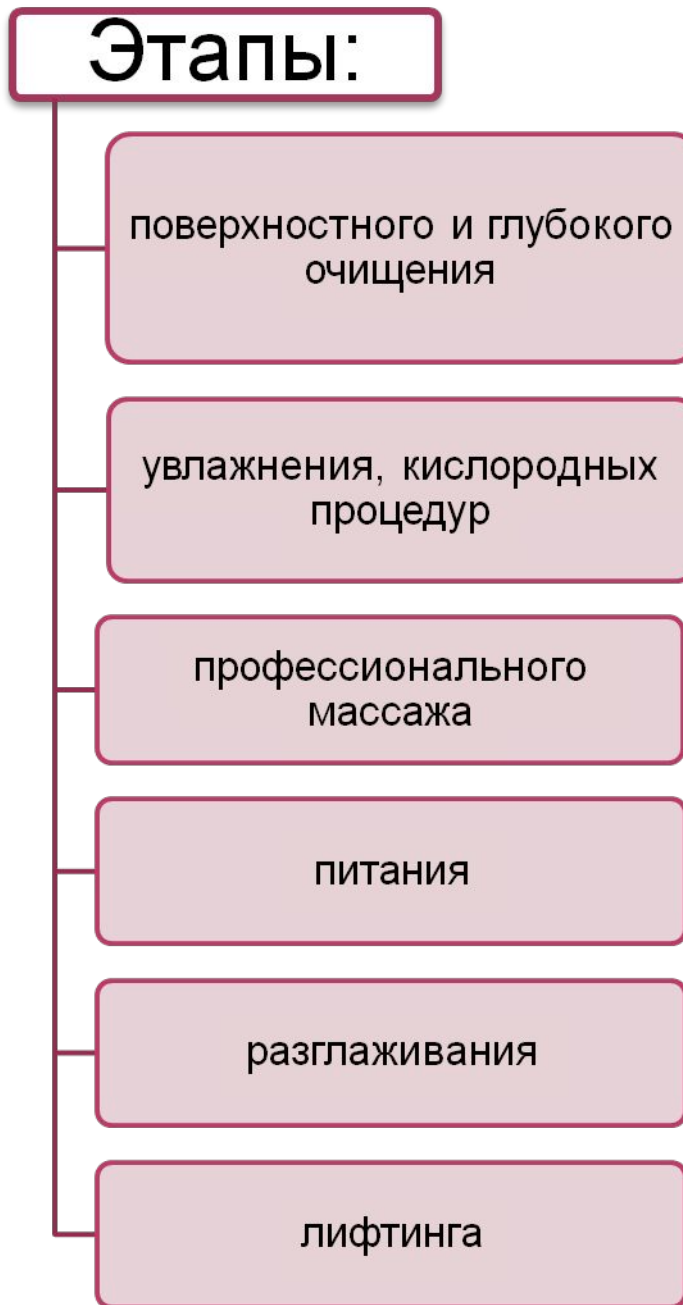 Этапы:
поверхностного и глубокого
очищения
увлажнения, кислородных
процедур
профессионального
массажа
питания
разглаживания
лифтинга